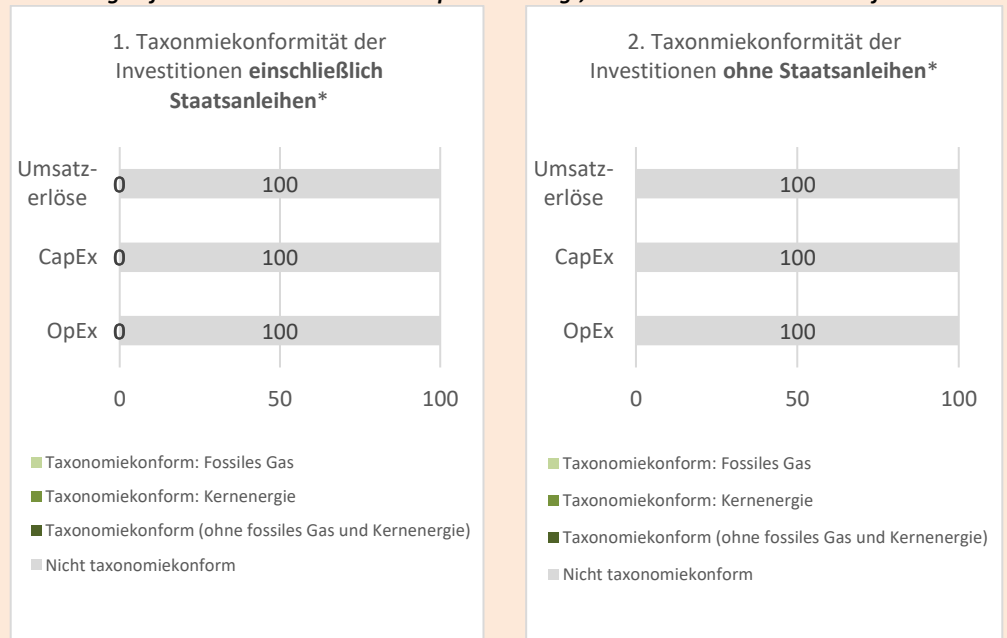 1. Taxonmiekonformität der
Investitionen einschließlich
Staatsanleihen*
Umsatz-
erlöse
0
100
CapEx
0
100
OpEx
0
100
0
50
100
Taxonomiekonform: Fossiles Gas
Taxonomiekonform: Kernenergie
Taxonomiekonform (ohne fossiles Gas und Kernenergie)
Nicht taxonomiekonform
2. Taxonmiekonformität der
Investitionen ohne Staatsanleihen*
Umsatz-
erlöse
100
CapEx
100
OpEx
100
0
50
100
Taxonomiekonform: Fossiles Gas
Taxonomiekonform: Kernenergie
Taxonomiekonform (ohne fossiles Gas und Kernenergie)
Nicht taxonomiekonform